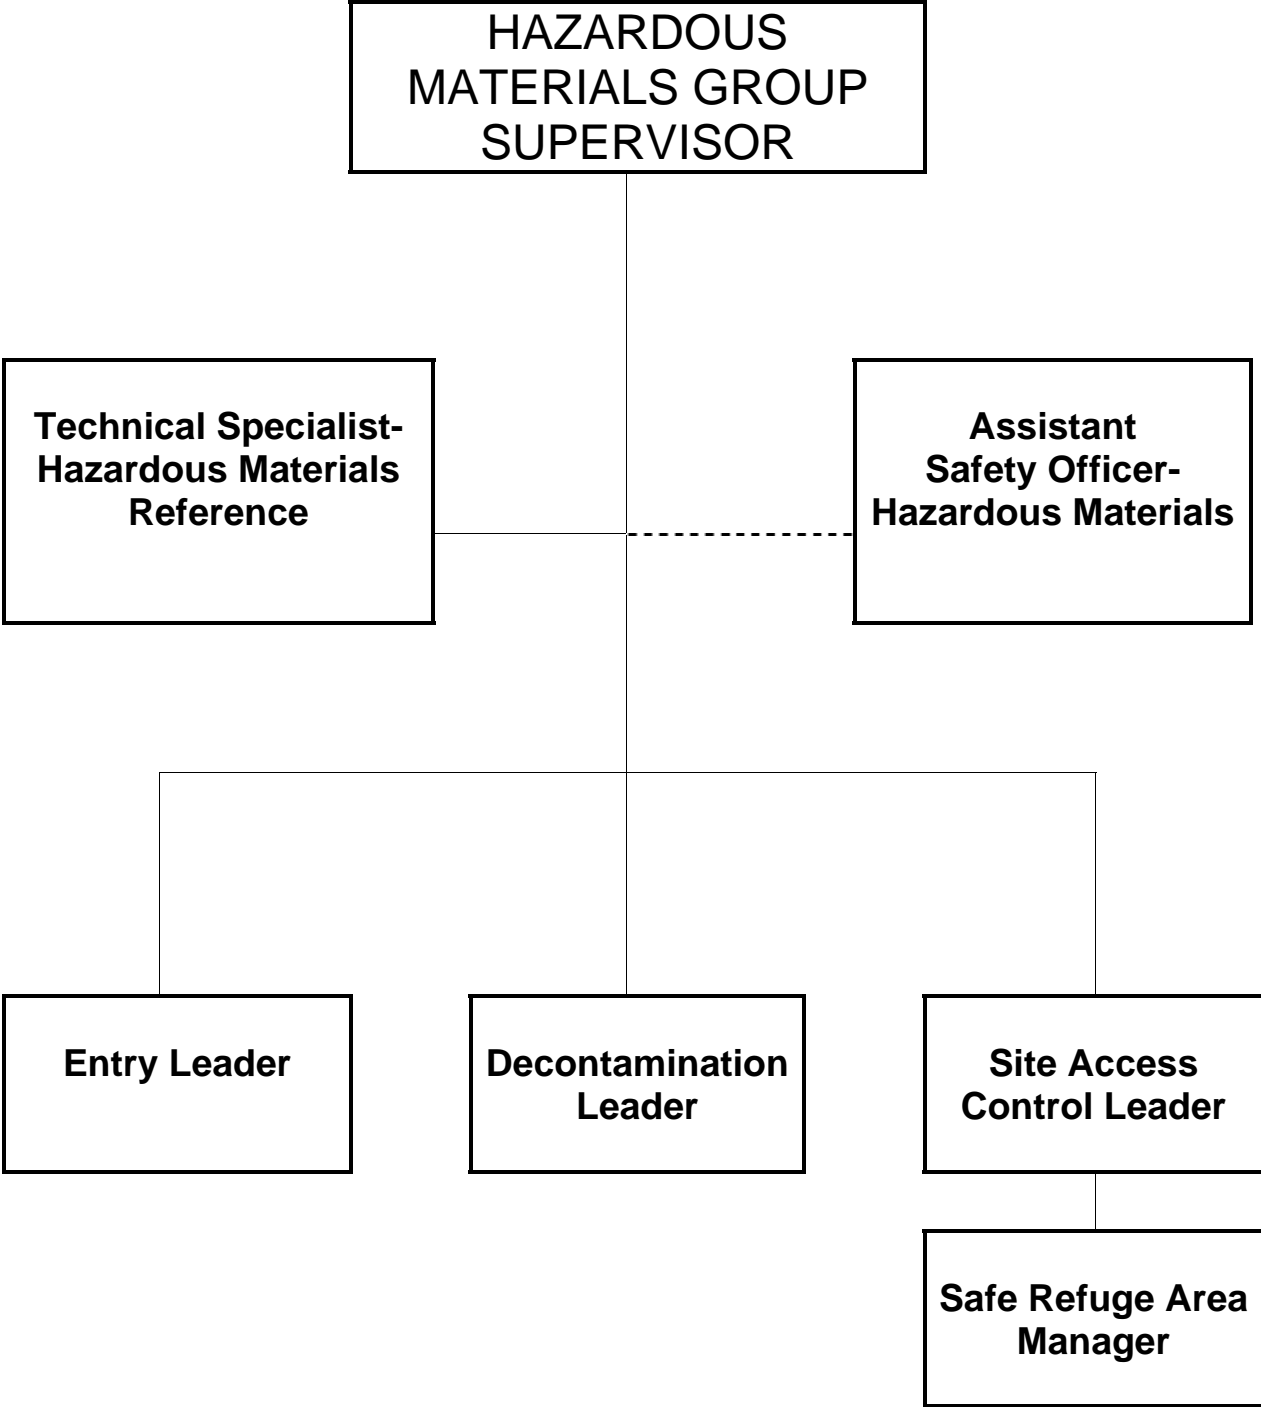 HAZARDOUS
MATERIALS GROUP
SUPERVISOR
Technical Specialist-
Hazardous Materials
Reference
Assistant
Safety Officer-
Hazardous Materials
Entry Leader
Decontamination
Leader
Site Access
Control Leader
Safe Refuge Area
Manager